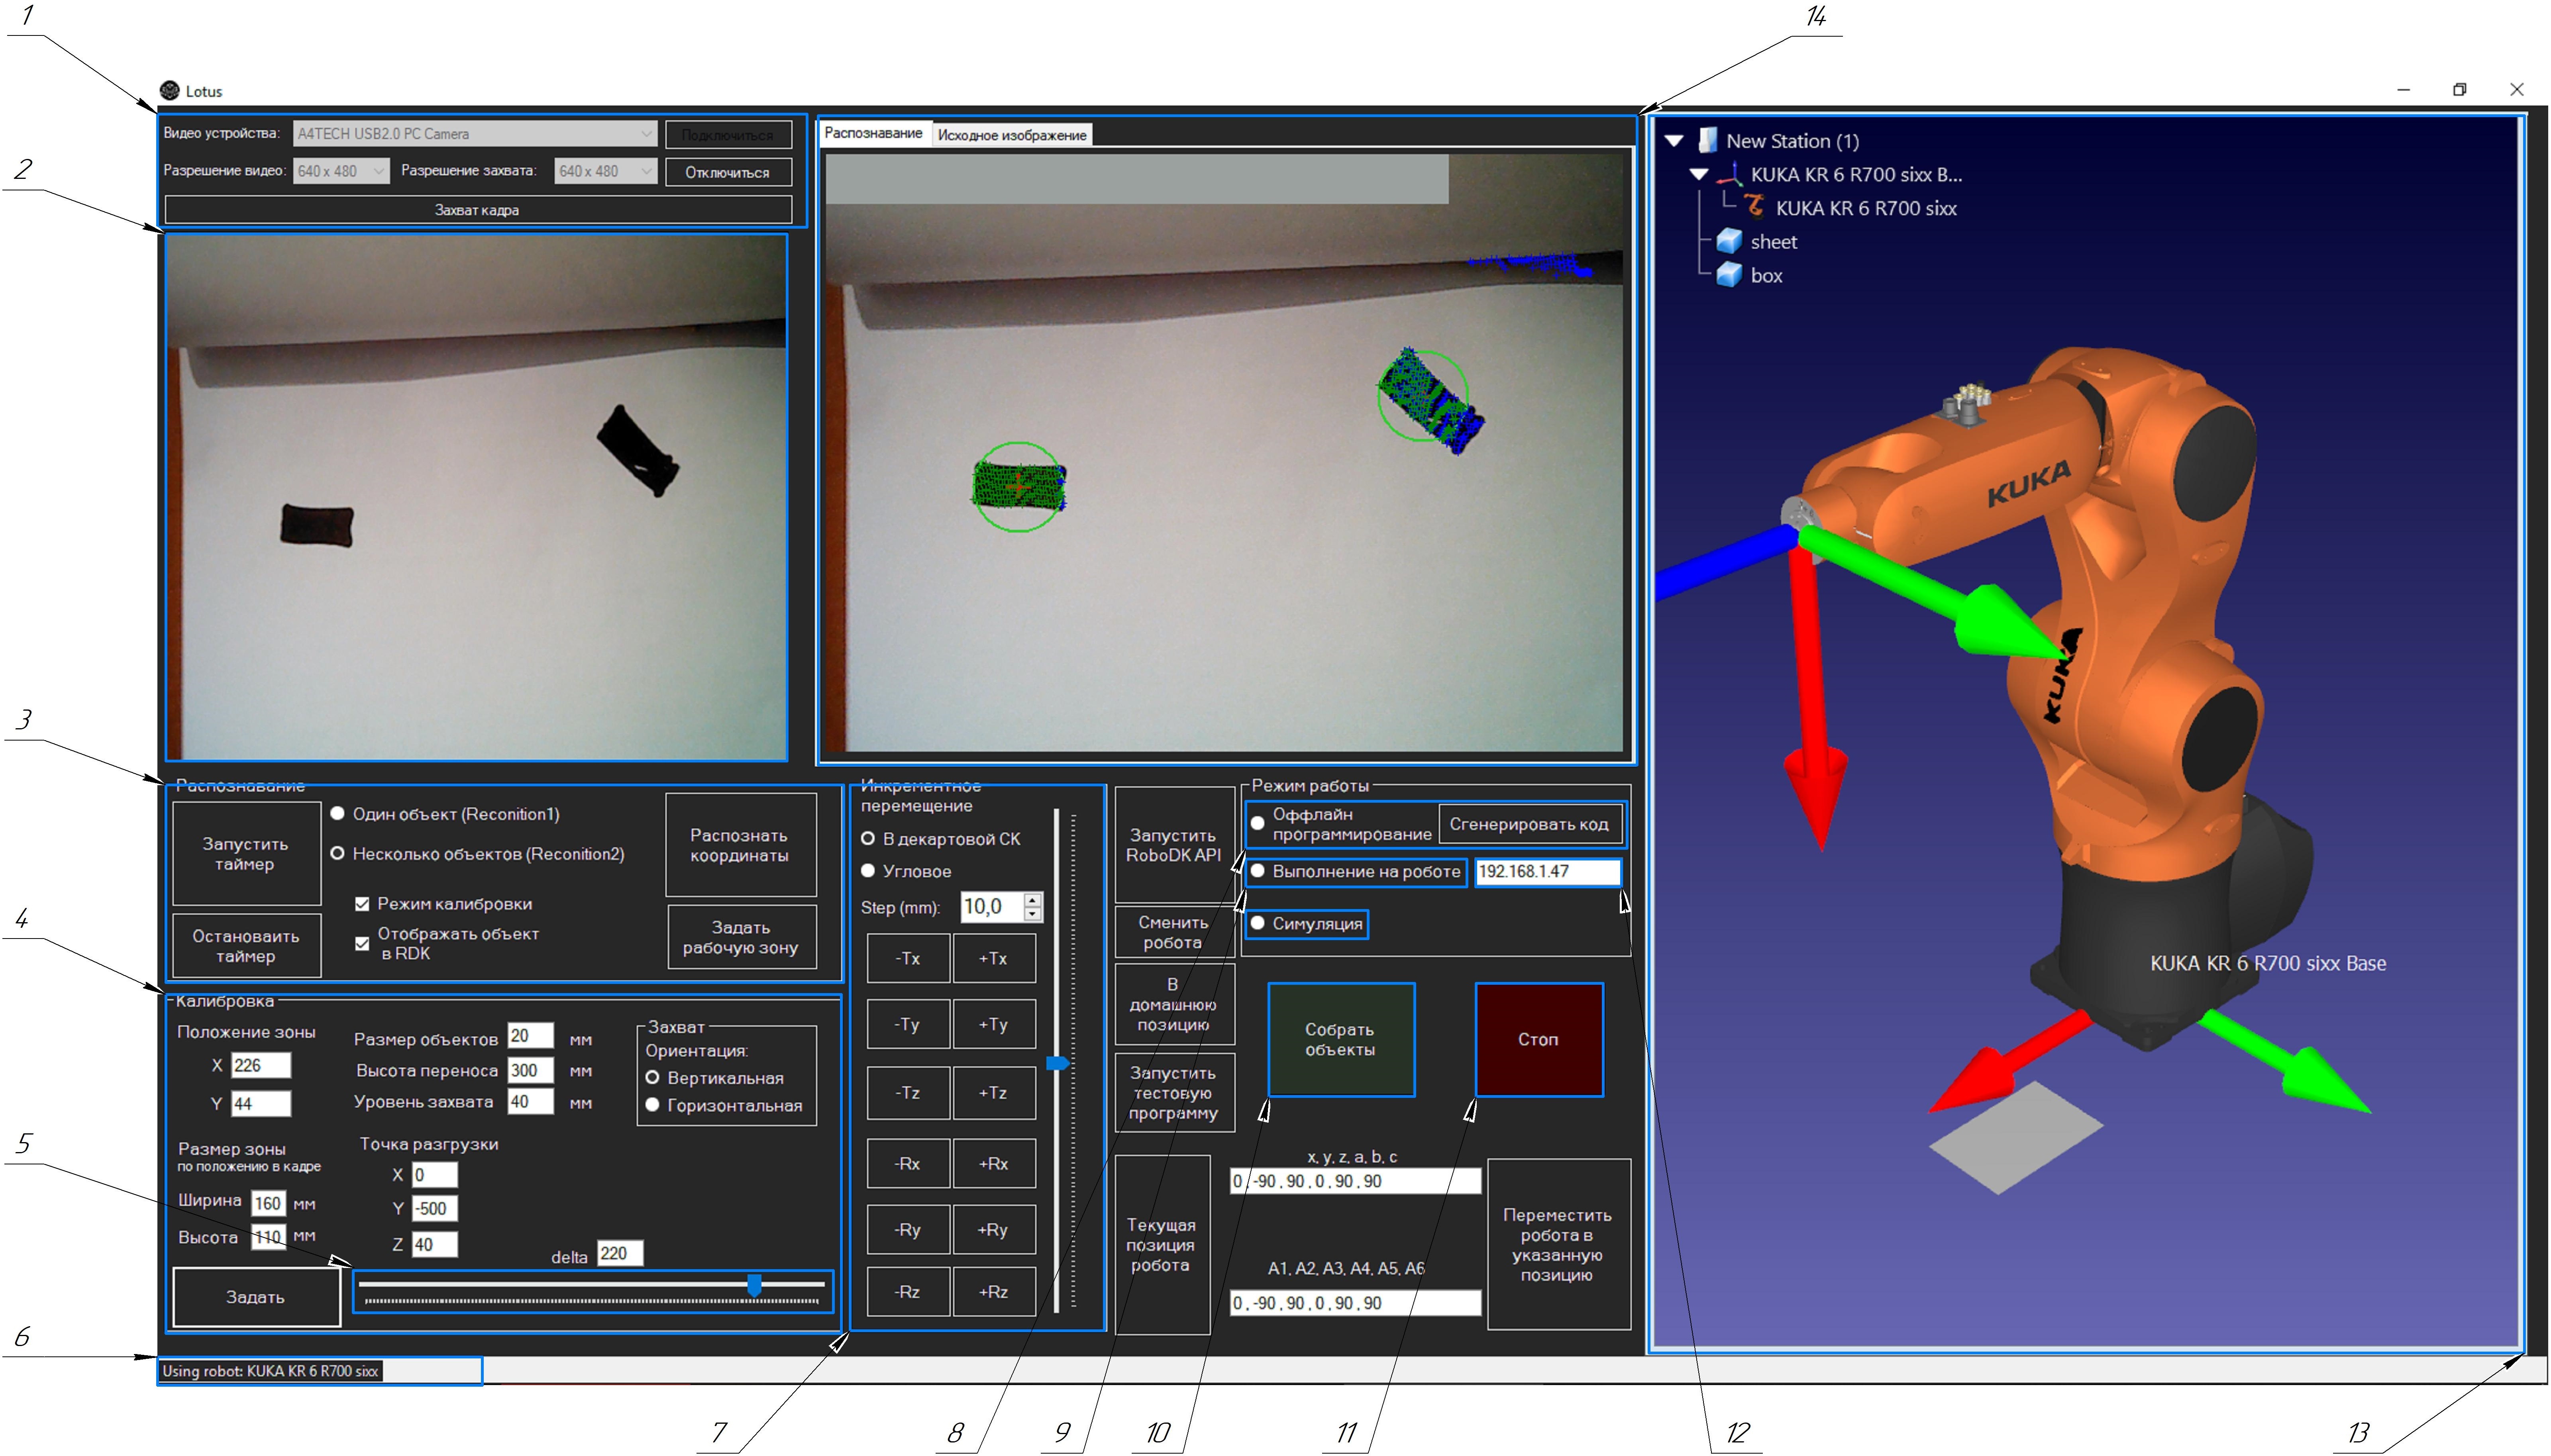 1
14
Lotus
Видео устройства:
A4TECH USB2.0 PC Camera
Подключиться
Разрешение видео:
640 x 480
Разрешение захвата:
640 x 480
Отключиться
Захват кадра
2
Распознавание
Исходное изображение
New Station (1)
KUKA KR 6 R700 sixx B...
KUKA KR 6 R700 sixx
sheet
box
KUKA
KUKA
KUKA KR 6 R700 sixx Base
3
Распознавание
Запустить
таймер
Один объект (Reconition1)
Несколько объектов (Reconition2)
Режим калибровки
Отображать объект
в RDK
Распознать
координаты
Остановаить
таймер
Задать
рабочую зону
4
Калибровка
Положение зоны
X 226
Y 44
Размер объектов 20 мм
Высота переноса 300 мм
Уровень захвата 40 мм
Захват
Ориентация:
Вертикальная
Горизонтальная
5
Размер зоны
по положению в кадре
Ширина 160 мм
Высота 110 мм
Точка разгрузки
X 0
Y -500
Z 40
delta 220
Задать
6
Using robot: KUKA KR 6 R700 sixx
Инкрементное
перемещение
В декартовой СК
Угловое
Step (mm): 10,0
-Tx +Tx
-Ty +Ty
-Tz +Tz
-Rx +Rx
-Ry +Ry
-Rz +Rz
Запустить
RoboDK API
Сменить
робота
В
домашнюю
позицию
Запустить
тестовую
программу
Текущая
позиция
робота
Режим работы
Оффлайн
программирование
Сгенерировать код
Выполнение на роботе
192.168.1.47
Симуляция
Собрать
объекты
Стоп
x, y, z, a, b, c
0 , -90 , 90 , 0 , 90 , 90
A1, A2, A3, A4, A5, A6
0 , -90 , 90 , 0 , 90 , 90
Переместить
робота в
указанную
позицию
7
8
9
10
11
12
13